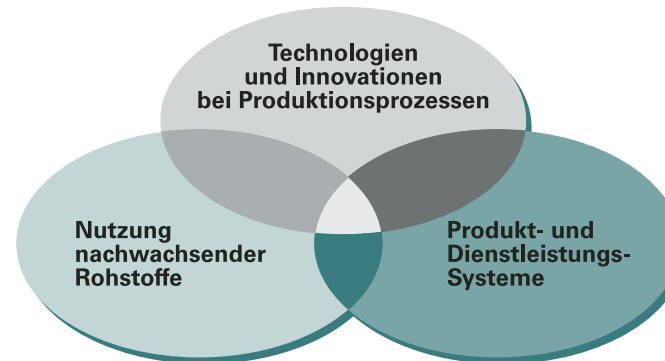 Technologien
und Innovationen
bei Produktionsprozessen
Nutzung
nachwachsender
Rohstoffe
Produkt- und
Dienstleistungs-
Systeme